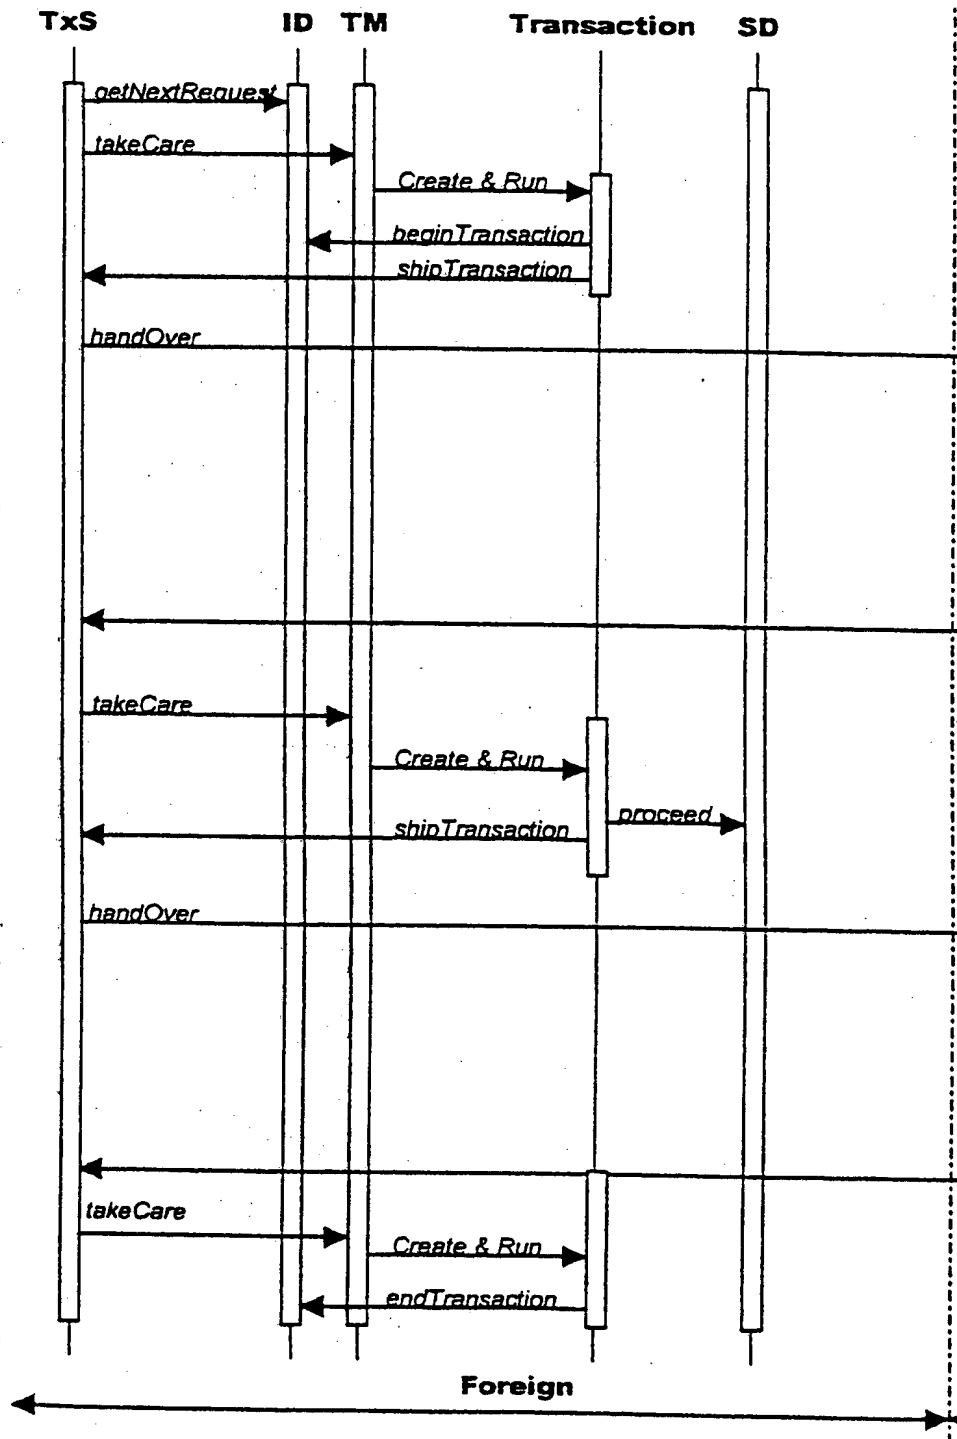 TxS ID TM Transaction SD
getNextRequest
takeCare
Create & Run
beginTransaction
shipTransaction
handOver
takeCare
Create & Run
proceed
shipTransaction
handOver
takeCare
Create & Run
endTransaction
Foreign